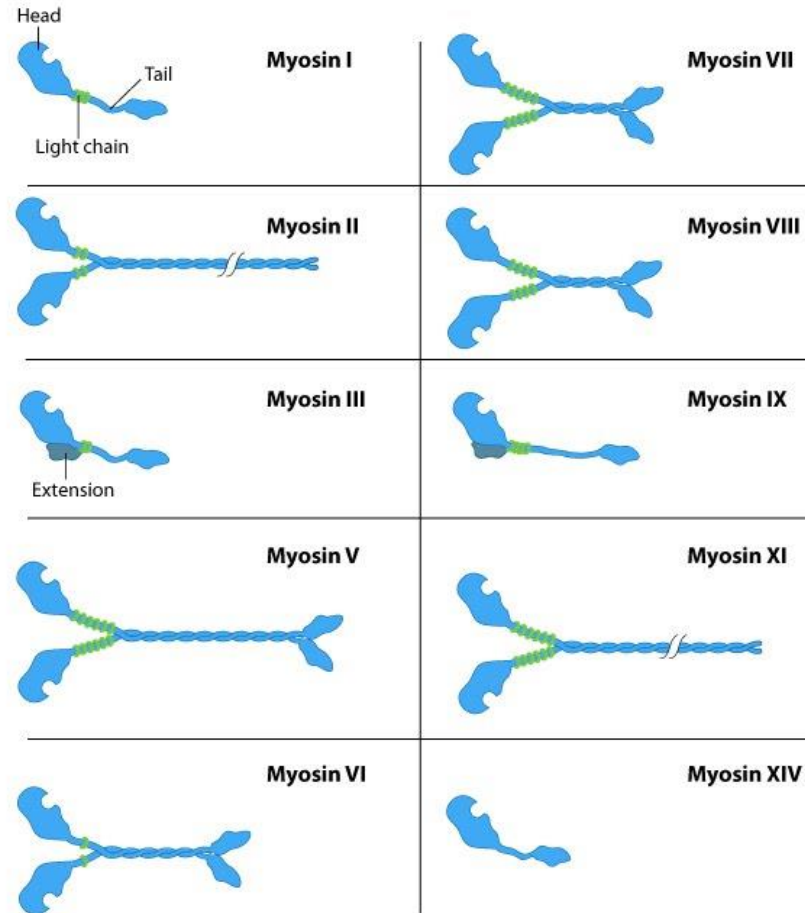 Head
Myosin I
Tail
Light chain
Myosin VII
Myosin II
Myosin VIII
Myosin III
Extension
Myosin IX
Myosin V
Myosin XI
Myosin VI
Myosin XIV